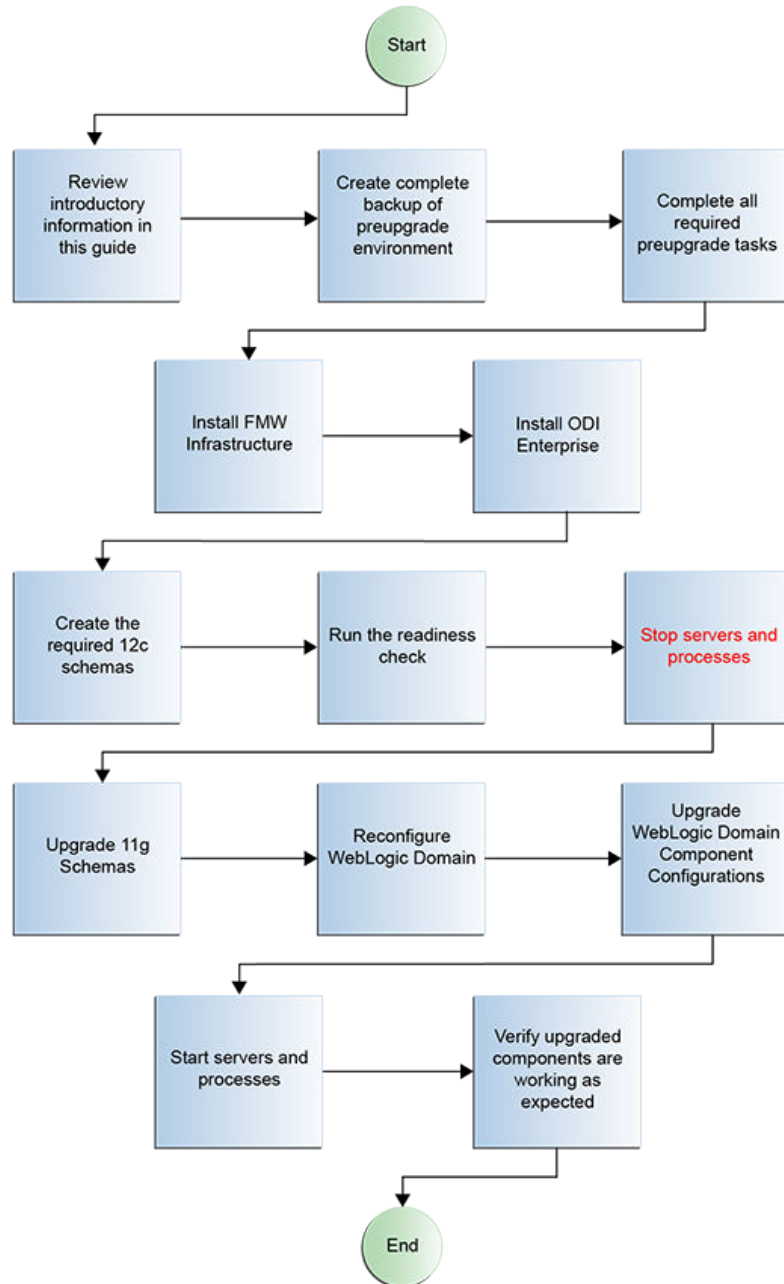 Start
Review
introductory
information in
this guide
Create complete
backup of
preupgrade
environment
Complete all
required
preupgrade tasks
Install FMW
Infrastructure
Install ODI
Enterprise
Create the
required 12c
schemas
Run the readiness
check
Stop servers and
processes
Upgrade 11g
Schemas
Reconfigure
WebLogic Domain
Upgrade
WebLogic Domain
Component
Configurations
Start servers and
processes
Verify upgraded
components are
working as
expected
End